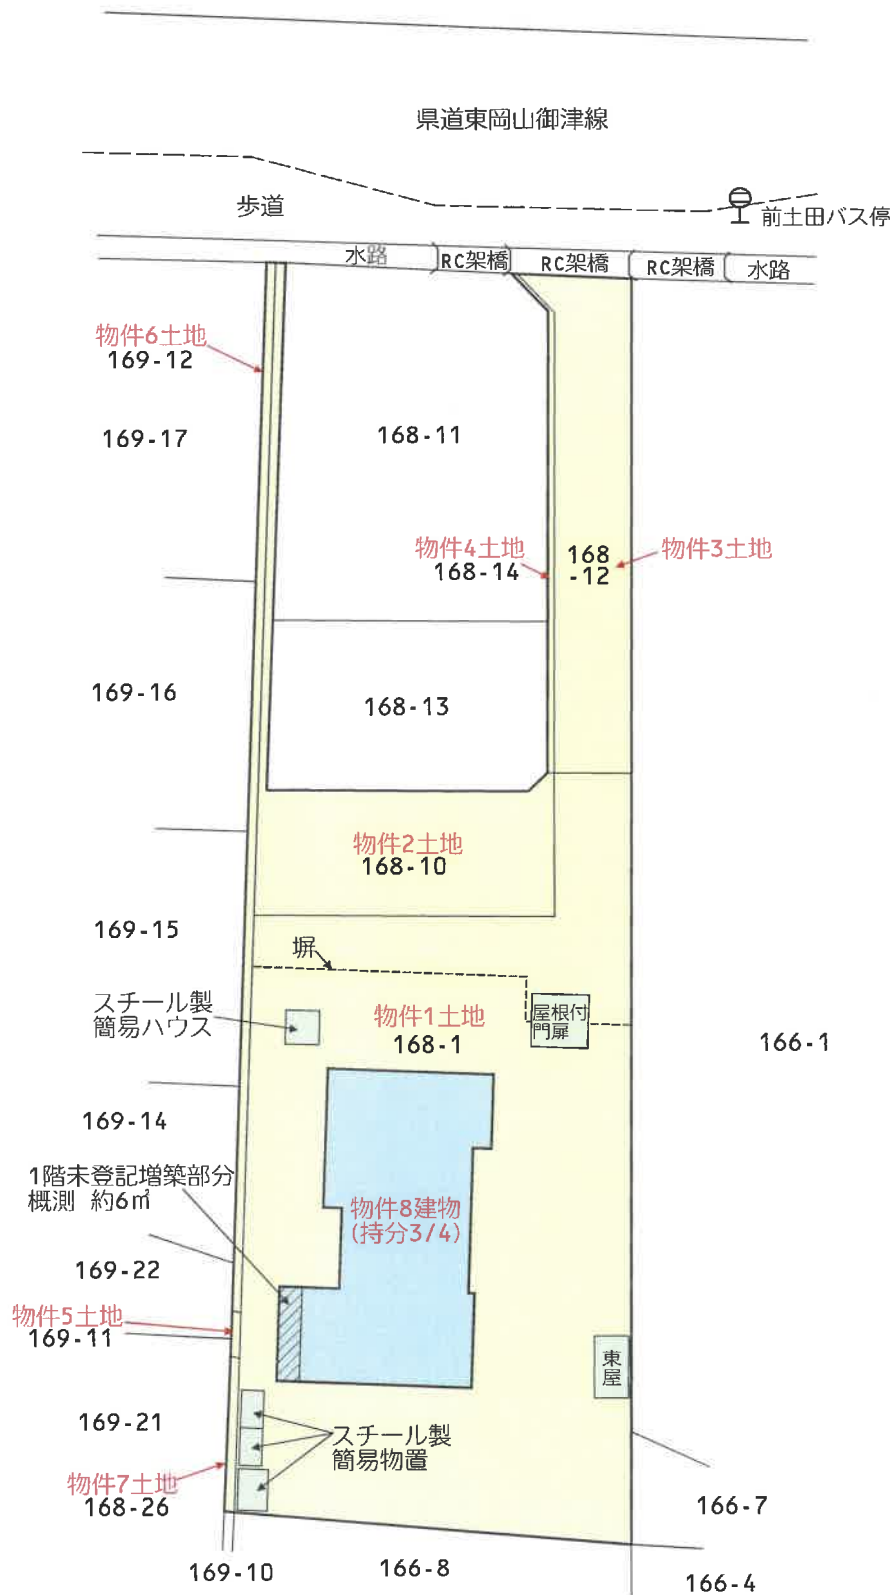 県道東岡山御津線
歩道
前土田バス停
水路
RC架橋
RC架橋
RC架橋
水路
物件6土地
169-12
169-17
168-11
物件4土地
168-14
168
-12
物件3土地
169-16
168-13
物件2土地
168-10
169-15
塀
スチール製
簡易ハウス
物件1土地
168-1
屋根付
門扉
166-1
169-14
1階未登記増築部分
概測 約6㎡
物件8建物
(持分3/4)
169-22
物件5土地
169-11
東
屋
169-21
スチール製
簡易物置
物件7土地
168-26
166-7
169-10
166-8
166-4